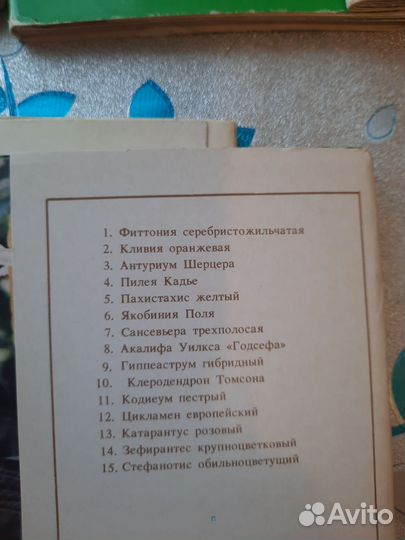 1. Фиттония серебристожильчатая
2. Кливия оранжевая
3. Антуриум Шерцера
4. Пилея Кадье
5. Пахистахис желтый
6. Якобиния Поля
7. Сансевьера трехполосая
8. Акалифа Уилкса «Годсефа»
9. Гиппеаструм гибридный
10. Клеродендрон Томсона
11. Кодиеум пестрый
12. Цикламен европейский
13. Катарантус розовый
14. Зефирантес крупноцветковый
15. Стефанотис обильноцветущий
Avito